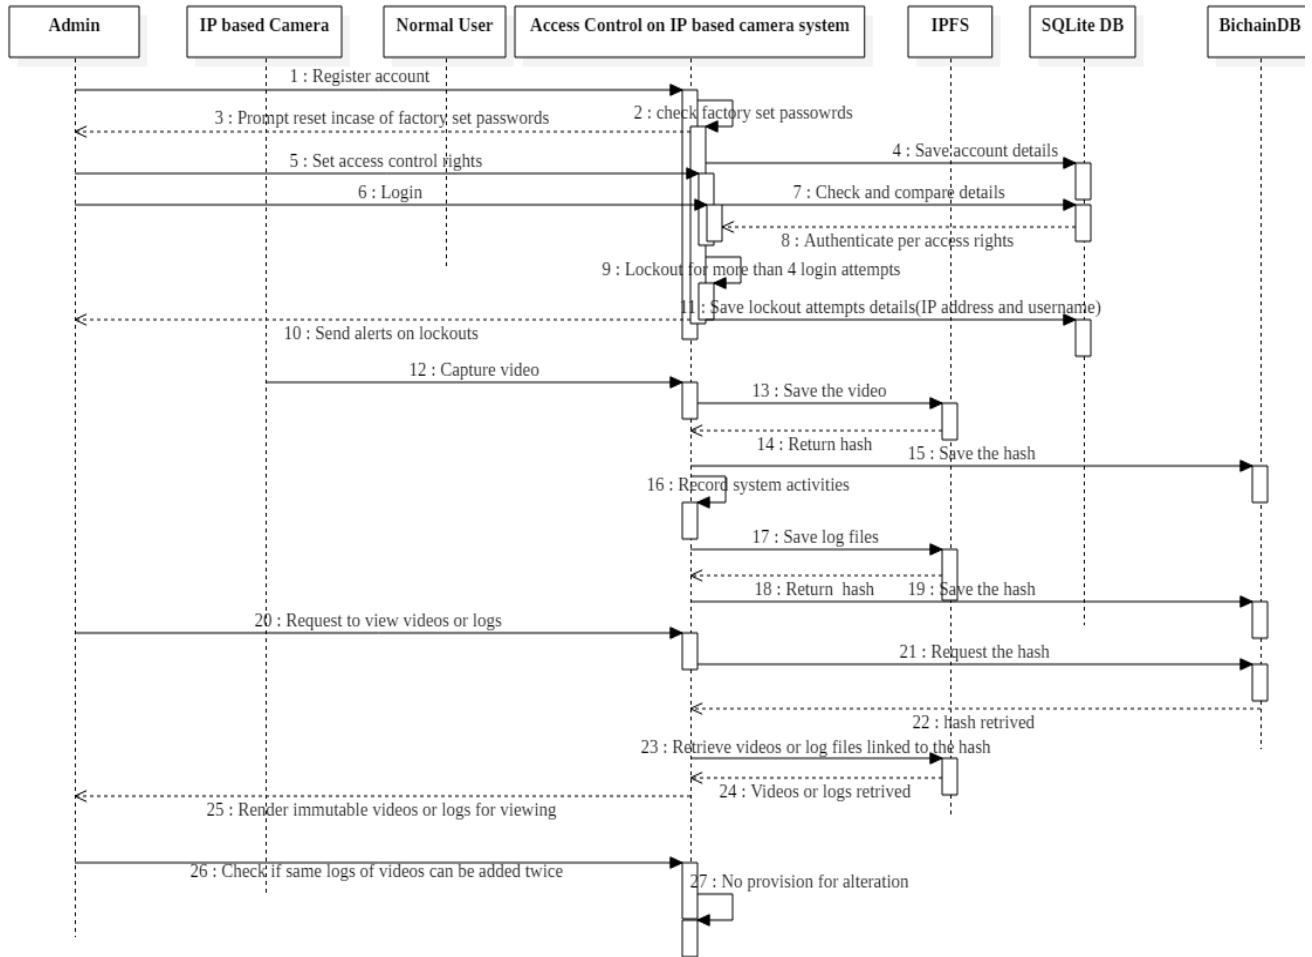 Admin
IP based Camera
Normal User
Access Control on IP based camera system
IPFS
SQLite DB
BichainDB
1 : Register account
2 : check factory set passowrds
3 : Prompt reset incase of factory set passwords
4 : Save account details
5 : Set access control rights
6 : Login
7 : Check and compare details
8 : Authenticate per access rights
9 : Lockout for more than 4 login attempts
11 : Save lockout attempts details(IP address and username)
10 : Send alerts on lockouts
12 : Capture video
13 : Save the video
14 : Return hash
15 : Save the hash
16 : Record system activities
17 : Save log files
18 : Return  hash
19 : Save the hash
20 : Request to view videos or logs
21 : Request the hash
22 : hash retrived
23 : Retrieve videos or log files linked to the hash
24 : Videos or logs retrived
25 : Render immutable videos or logs for viewing
26 : Check if same logs of videos can be added twice
27 : No provision for alteration